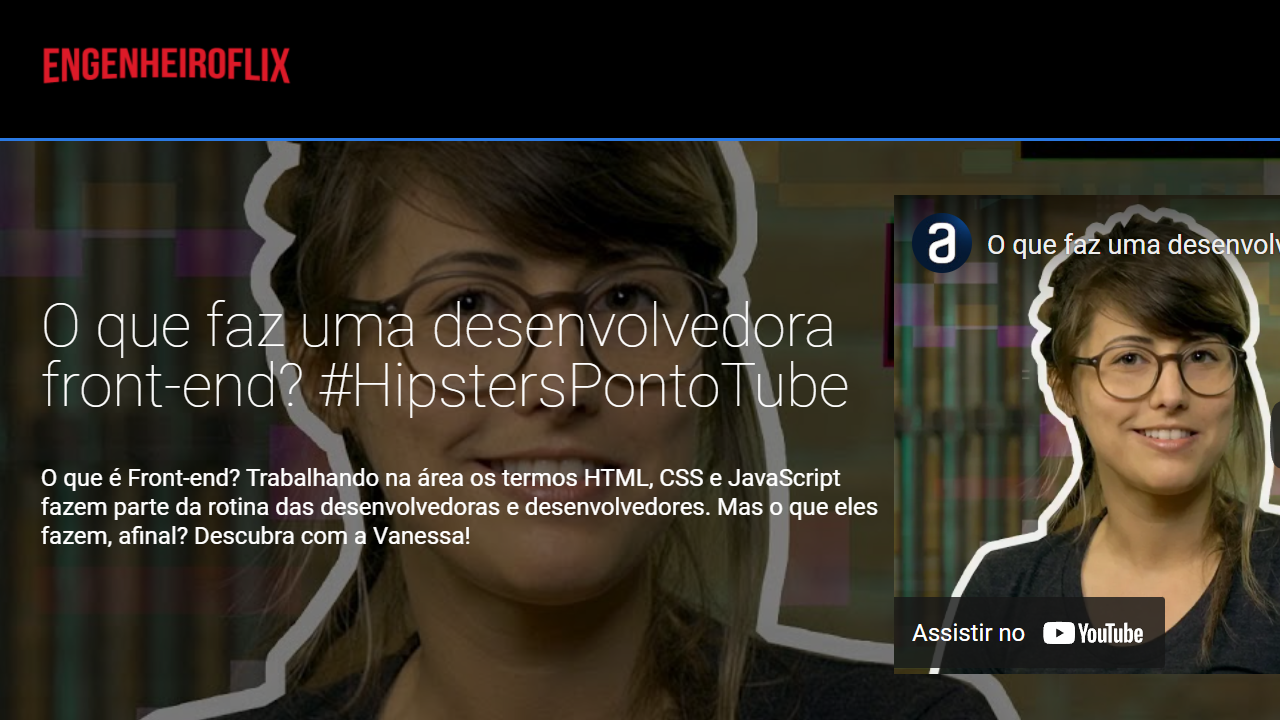 ENGENHEIROFLIX
O que faz uma desenvolvedora
front-end? #HipstersPontoTube
O que é Front-end? Trabalhando na área os termos HTML, CSS e JavaScript
fazem parte da rotina das desenvolvedoras e desenvolvedores. Mas o que eles
fazem, afinal? Descubra com a Vanessa!
a
O que faz uma desenvolv
Assistir no YouTube